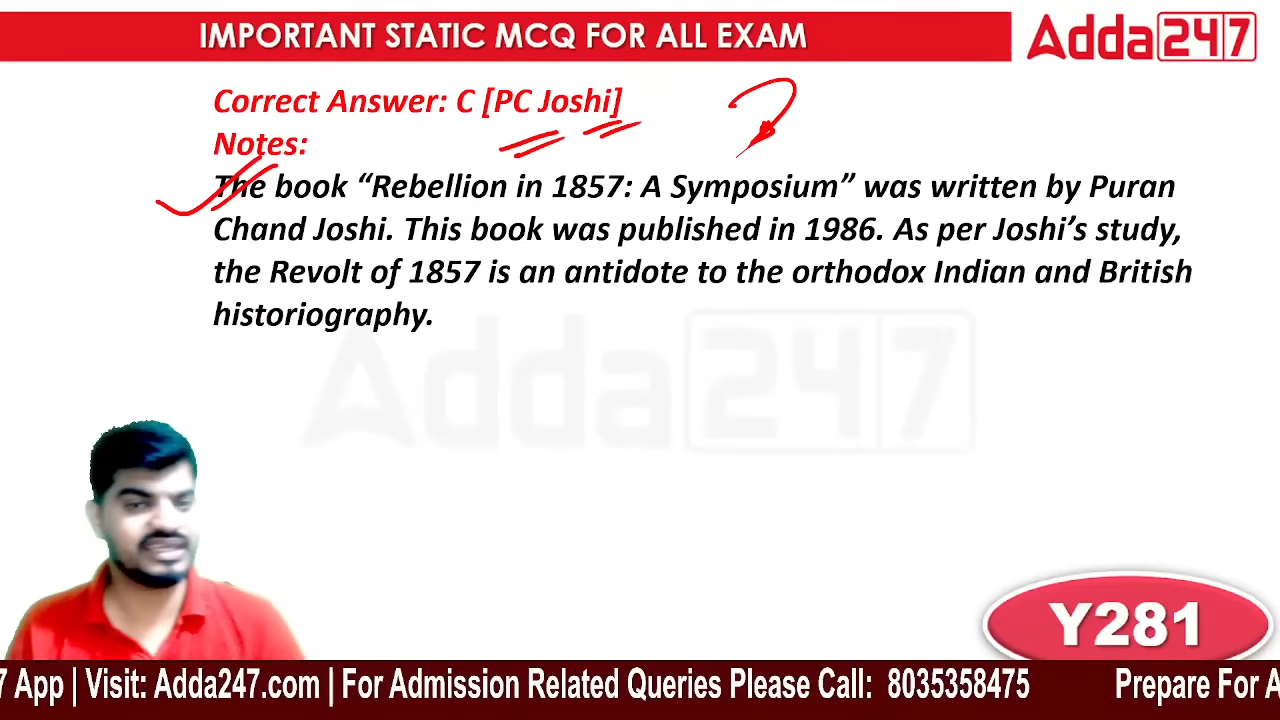 IMPORTANT STATIC MCQ FOR ALL EXAM
Adda247
Correct Answer: C [PC Joshi]
Notes:
The book “Rebellion in 1857: A Symposium” was written by Puran
Chand Joshi. This book was published in 1986. As per Joshi’s study,
the Revolt of 1857 is an antidote to the orthodox Indian and British
historiography.
Adda247
Y281
7 App | Visit: Adda247.com | For Admission Related Queries Please Call: 8035358475 Prepare For A